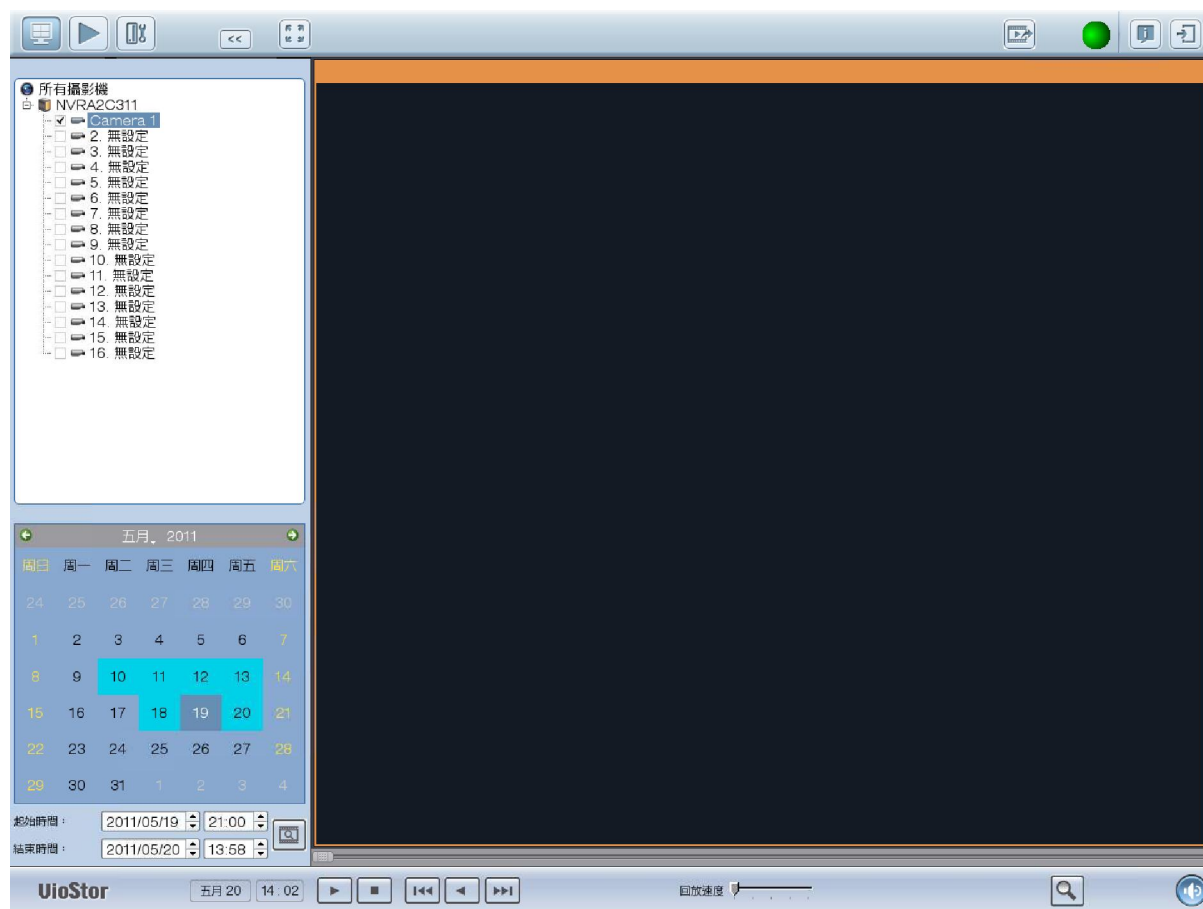 <<
所有攝影機
NVRA2C311
Camera 1
2. 無設定
3. 無設定
4. 無設定
5. 無設定
6. 無設定
7. 無設定
8. 無設定
9. 無設定
10. 無設定
11. 無設定
12. 無設定
13. 無設定
14. 無設定
15. 無設定
16. 無設定
五月, 2011
周日 周一 周二 周三 周四 周五 周六
24 25 26 27 28 29 30
1 2 3 4 5 6 7
8 9 10 11 12 13 14
15 16 17 18 19 20 21
22 23 24 25 26 27 28
29 30 31 1 2 3 4
起始時間： 2011/05/19 21:00
結束時間： 2011/05/20 13:58
VioStor 五月 20 14:02 回放速度